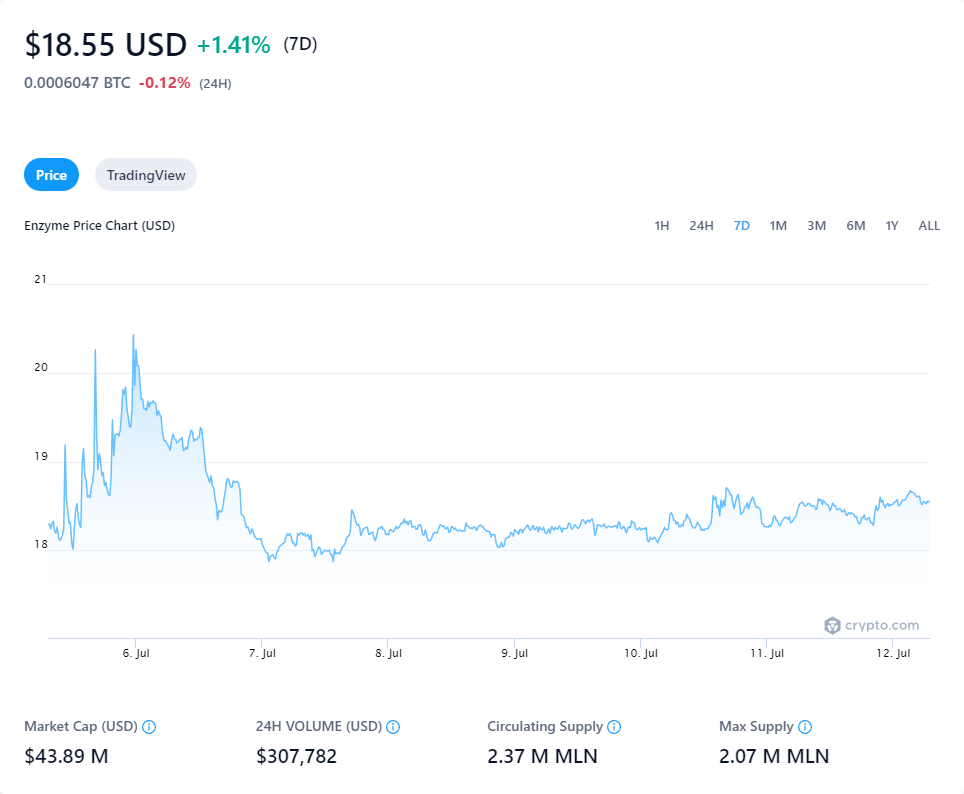 $18.55 USD +1.41% (7D)
0.0006047 BTC -0.12% (24H)
Price TradingView
Enzyme Price Chart (USD) 1H 24H 7D 1M 3M 6M 1Y ALL
21
20
19
18
crypto.com
6. Jul 7. Jul 8. Jul 9. Jul 10. Jul 11. Jul 12. Jul
Market Cap (USD) 24H VOLUME (USD) Circulating Supply Max Supply
$43.89 M $307,782 2.37 M MLN 2.07 M MLN